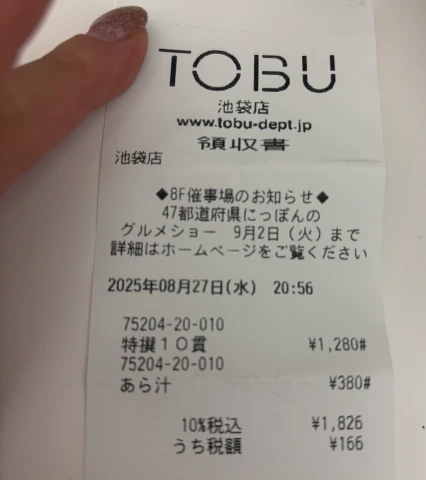 TOBU
池袋店
www.tobu-dept.jp
領収書
池袋店
◆8F催事場のお知らせ◆
47都道府県にっぽんの
グルメショー 9月2日（火）まで
詳細はホームページをご覧ください
2025年08月27日(水) 20:56
75204-20-010
特撰１０貫 ¥1,280#
75204-20-010
あら汁 ¥380#
10%税込 ¥1,826
うち税額 ¥166